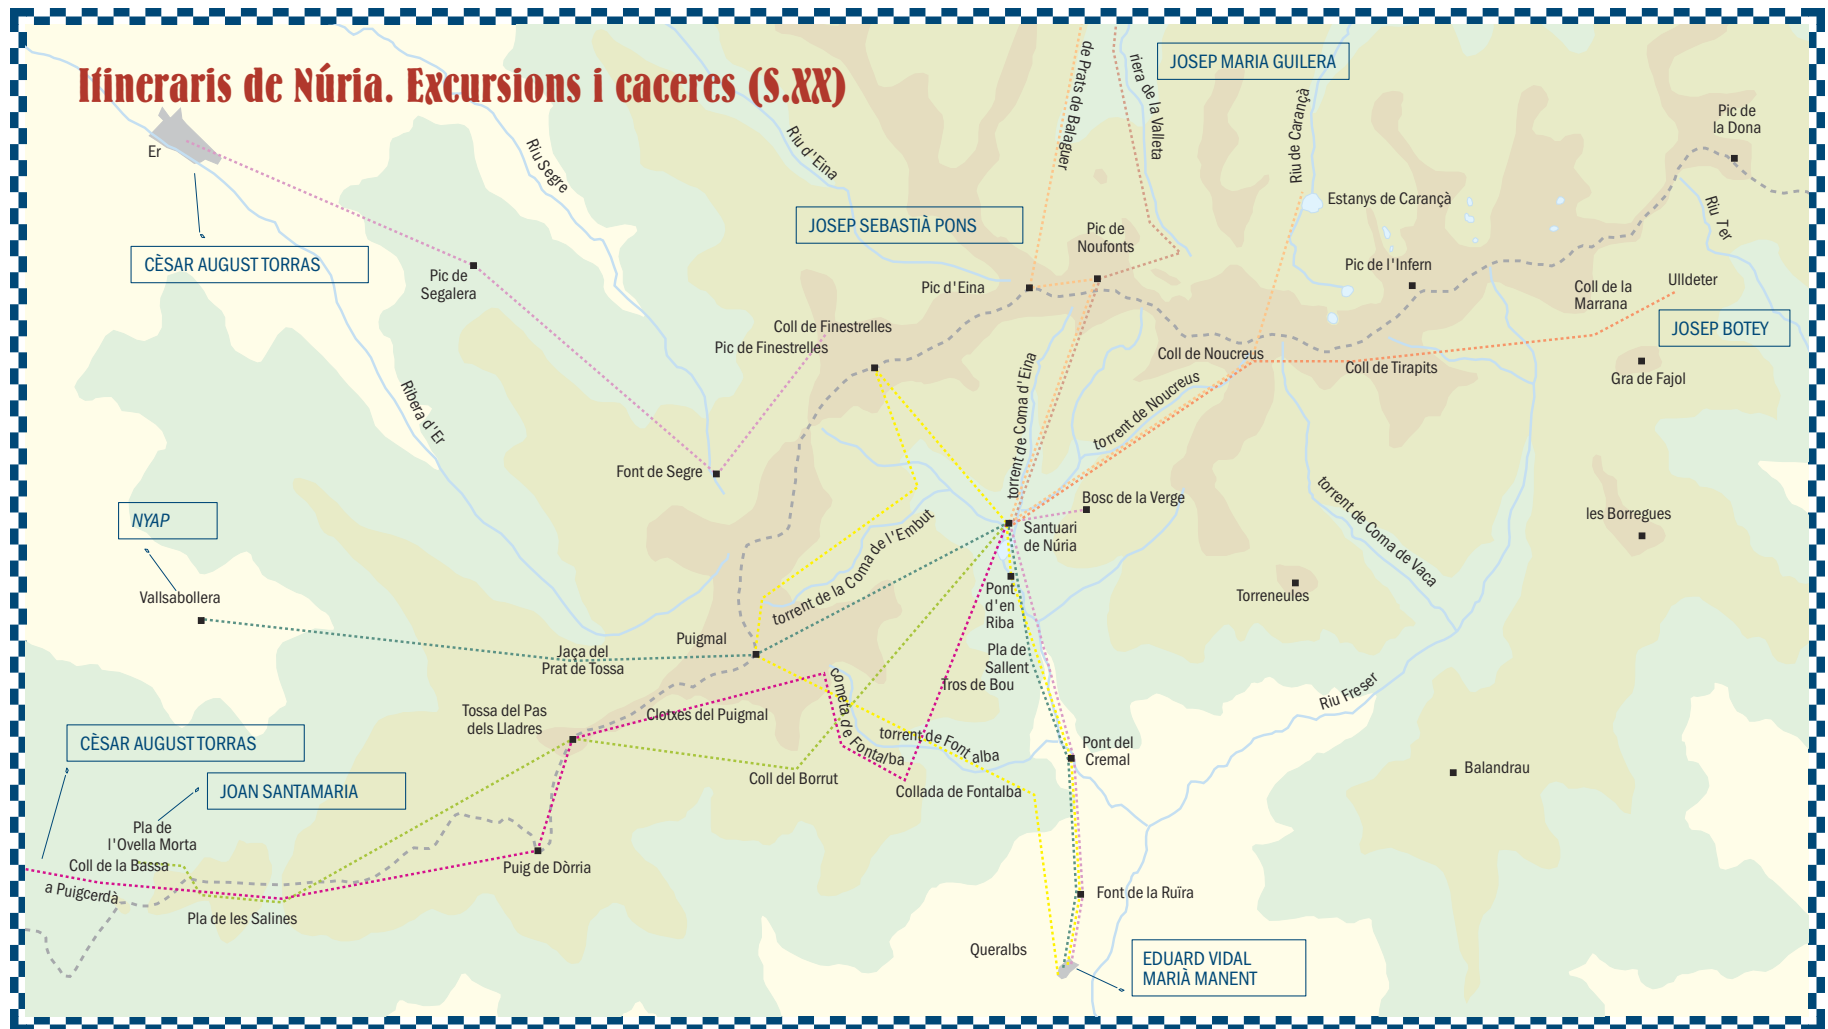 Itineraris de Núria. Excursions i caceres (S.XX)
JOSEP MARIA GUILERA
de Prats de Balaguer
riera de la Valleta
Riu de Carançà
Pic de
la Dona
Er
Riu Segre
Riu d'Eina
Estanys de Carançà
Riu Ter
JOSEP SEBASTIÀ PONS
Pic de
Noufonts
CÈSAR AUGUST TORRAS
Pic de
Segalera
Pic d'Eina
Pic de l'Infern
Coll de la
Marrana
Ulldeter
JOSEP BOTEY
Coll de Finestrelles
Pic de Finestrelles
Coll de Noucreus
Coll de Tirapits
Gra de Fajol
Ribera d'Er
torrent de Coma d'Eina
torrent de Noucreus
Font de Segre
Bosc de la Verge
Santuari
de Núria
torrent de Coma de Vaca
les Borregues
NYAP
torrent de la Coma de l'Embut
Vallsabollera
Pont
d'en
Riba
Torreneules
Puigmal
Jaça del
Prat de Tossa
Pla de
Sallent
Tros de Bou
cometa de Fonta/ba
Riu Freser
Tossa del Pas
dels Lladres
Clotxes del Puigmal
torrent de Font alba
CÈSAR AUGUST TORRAS
Pont del
Cremal
Balandrau
Coll del Borrut
Collada de Fontalba
JOAN SANTAMARIA
Pla de
l'Ovella Morta
Coll de la Bassa
a Puigcerdà
Puig de Dòrria
Pla de les Salines
Font de la Ruïra
Queralbs
EDUARD VIDAL
MARIÀ MANENT